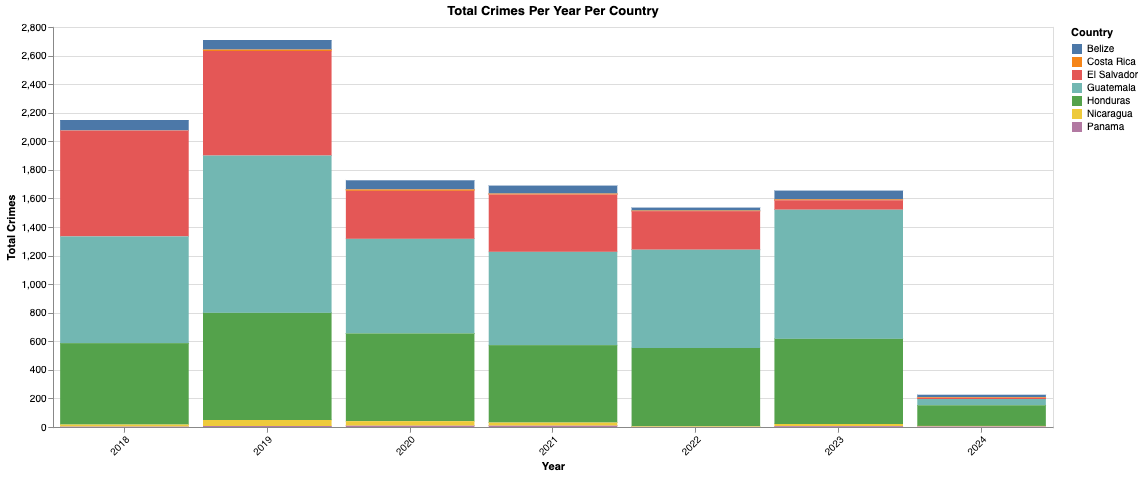 Total Crimes Per Year Per Country
2,800
2,600
2,400
2,200
2,000
1,800
1,600
1,400
1,200
1,000
800
600
400
200
0
Total Crimes
2018
2019
2020
2021
2022
2023
2024
Year
Country
Belize
Costa Rica
El Salvador
Guatemala
Honduras
Nicaragua
Panama